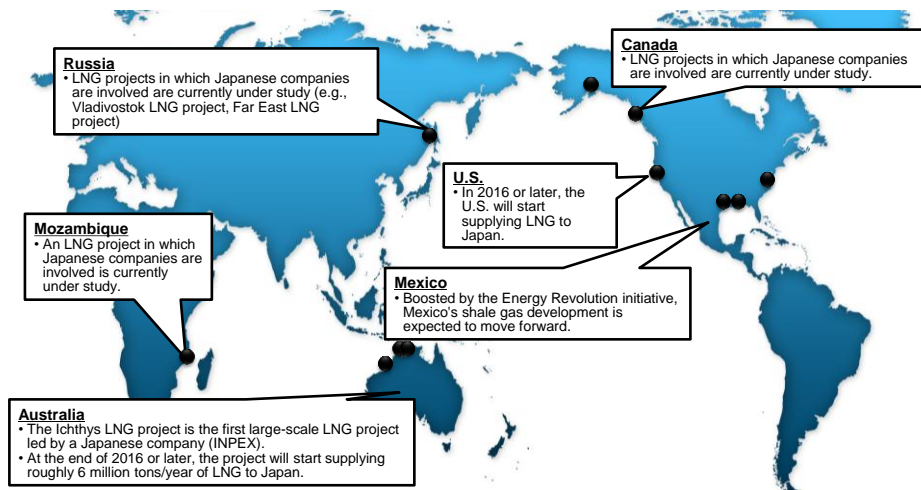 Russia
• LNG projects in which Japanese companies
are involved are currently under study (e.g.,
Vladivostok LNG project, Far East LNG
project)
Canada
• LNG projects in which Japanese companies
are involved are currently under study.
U.S.
• In 2016 or later, the
U.S. will start
supplying LNG to
Japan.
Mozambique
• An LNG project in which
Japanese companies are
involved is currently
under study.
Mexico
• Boosted by the Energy Revolution initiative,
Mexico's shale gas development is
expected to move forward.
Australia
• The Ichthys LNG project is the first large-scale LNG project
led by a Japanese company (INPEX).
• At the end of 2016 or later, the project will start supplying
roughly 6 million tons/year of LNG to Japan.